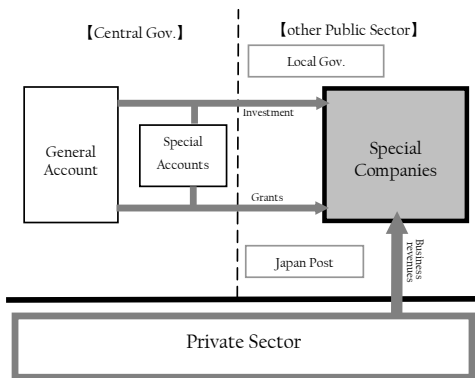 【Central Gov.】
【other Public Sector】
Local Gov.
Investment
General
Account
Special
Accounts
Special
Companies
Grants
Japan Post
Business
revenues
Private Sector